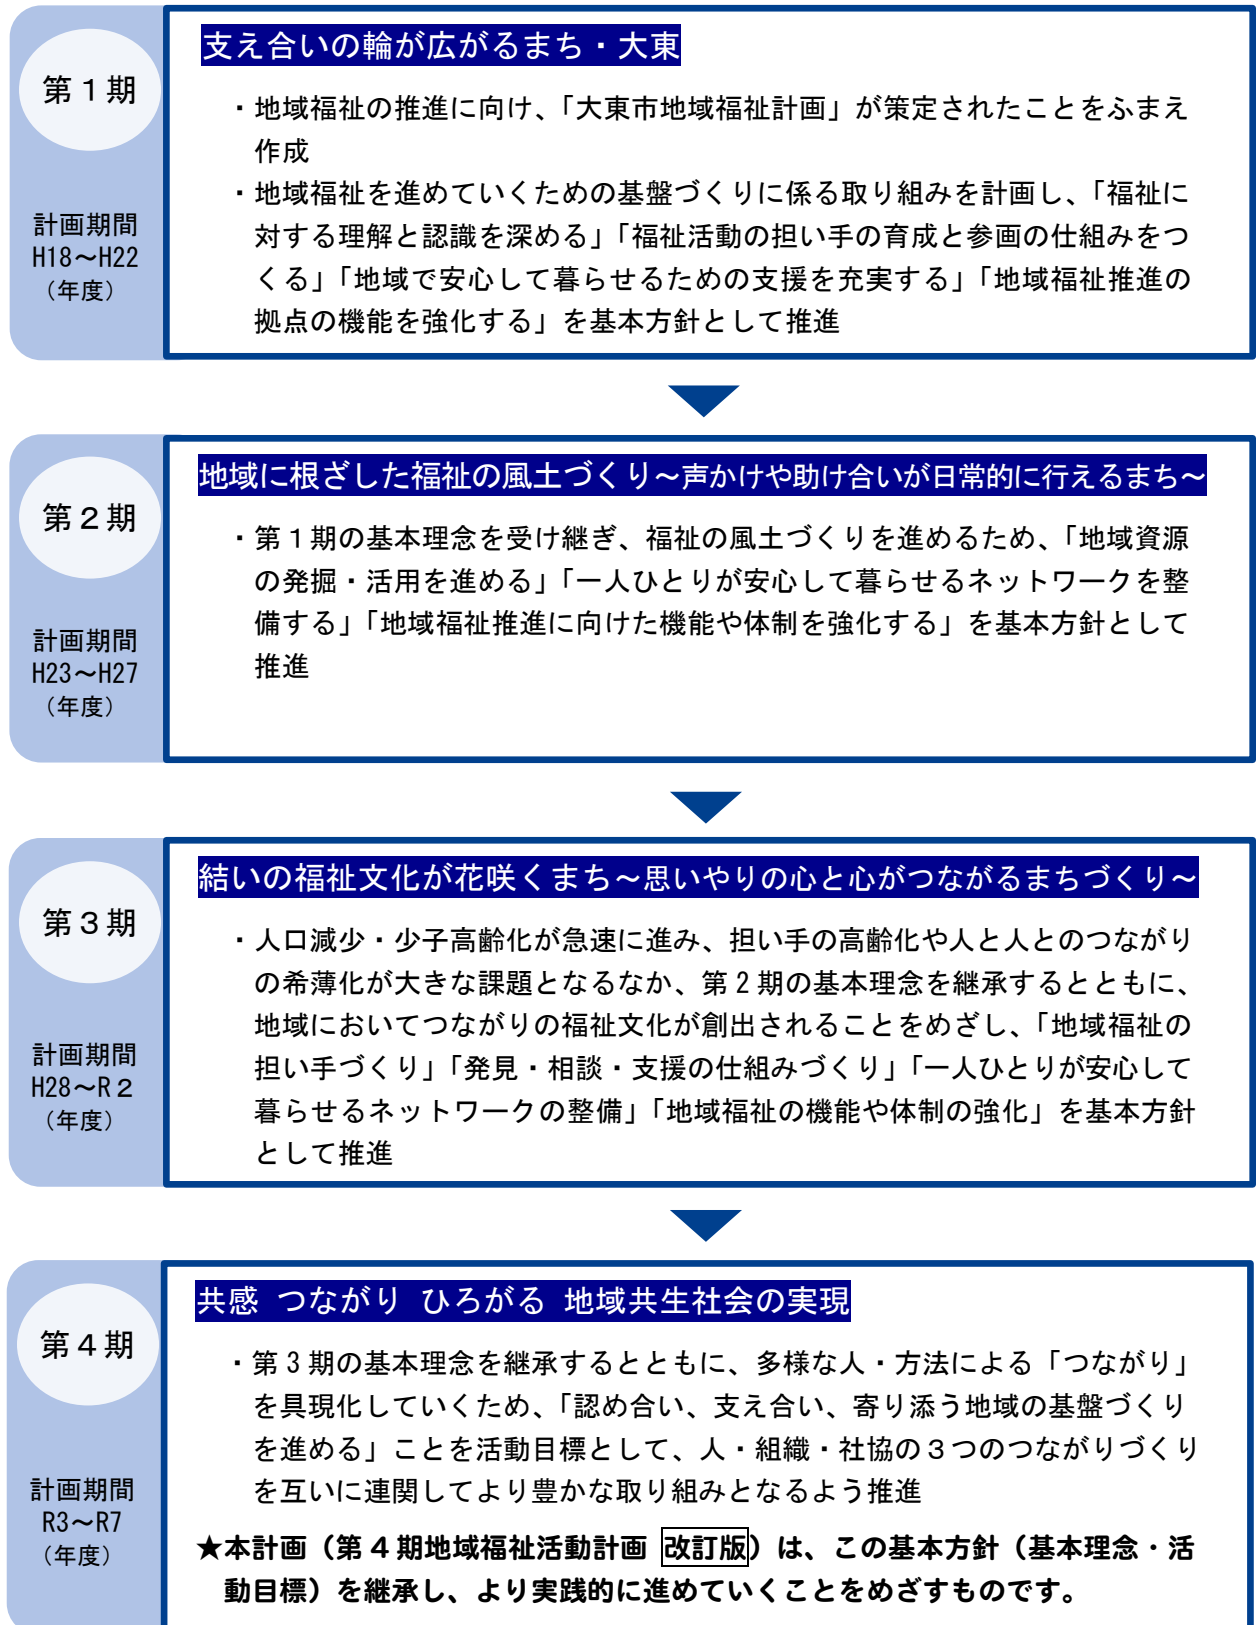 第１期
計画期間
H18～H22
（年度）
支え合いの輪が広がるまち・大東
・地域福祉の推進に向け、「大東市地域福祉計画」が策定されたことをふまえ
作成
・地域福祉を進めていくための基盤づくりに係る取り組みを計画し、「福祉に
対する理解と認識を深める」「福祉活動の担い手の育成と参画の仕組みをつ
くる」「地域で安心して暮らせるための支援を充実する」「地域福祉推進の
拠点の機能を強化する」を基本方針として推進
第２期
計画期間
H23～H27
（年度）
地域に根ざした福祉の風土づくり～声かけや助け合いが日常的に行えるまち～
・第１期の基本理念を受け継ぎ、福祉の風土づくりを進めるため、「地域資源
の発掘・活用を進める」「一人ひとりが安心して暮らせるネットワークを整
備する」「地域福祉推進に向けた機能や体制を強化する」を基本方針として
推進
第３期
計画期間
H28～R２
（年度）
結いの福祉文化が花咲くまち～思いやりの心と心がつながるまちづくり～
・人口減少・少子高齢化が急速に進み、担い手の高齢化や人と人とのつながり
の希薄化が大きな課題となるなか、第２期の基本理念を継承するとともに、
地域においてつながりの福祉文化が創出されることをめざし、「地域福祉の
担い手づくり」「発見・相談・支援の仕組みづくり」「一人ひとりが安心して
暮らせるネットワークの整備」「地域福祉の機能や体制の強化」を基本方針
として推進
第４期
計画期間
R3～R7
（年度）
共感 つながり ひろがる 地域共生社会の実現
・第３期の基本理念を継承するとともに、多様な人・方法による「つながり」
を具現化していくため、「認め合い、支え合い、寄り添う地域の基盤づくり
を進める」ことを活動目標として、人・組織・社協の３つのつながりづくり
を互いに連関してより豊かな取り組みとなるよう推進
★本計画（第４期地域福祉活動計画 改訂版）は、この基本方針（基本理念・活
動目標）を継承し、より実践的に進めていくことをめざすものです。